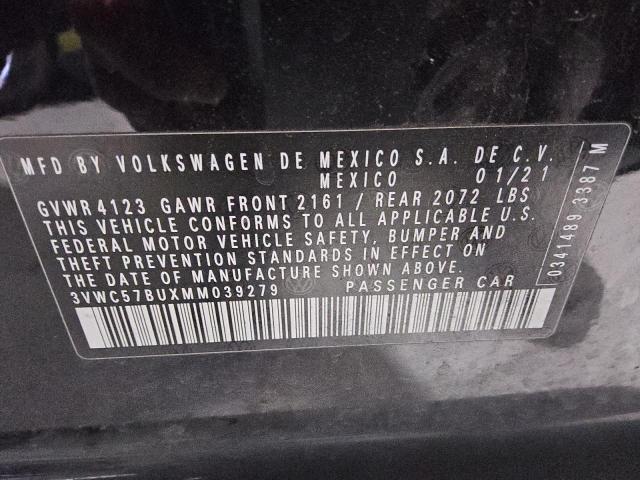 MFD BY VOLKSWAGEN DE MEXICO S.A. DE C.V.
MEXICO 01/21
GVWR 4123 GAWR FRONT 2161 / REAR 2072 LBS
THIS VEHICLE CONFORMS TO ALL APPLICABLE U.S.
FEDERAL MOTOR VEHICLE SAFETY, BUMPER AND
THEFT PREVENTION STANDARDS IN EFFECT ON
THE DATE OF MANUFACTURE SHOWN ABOVE.
3VWC57BUXMM039279 PASSENGER CAR
0341489 3387 M